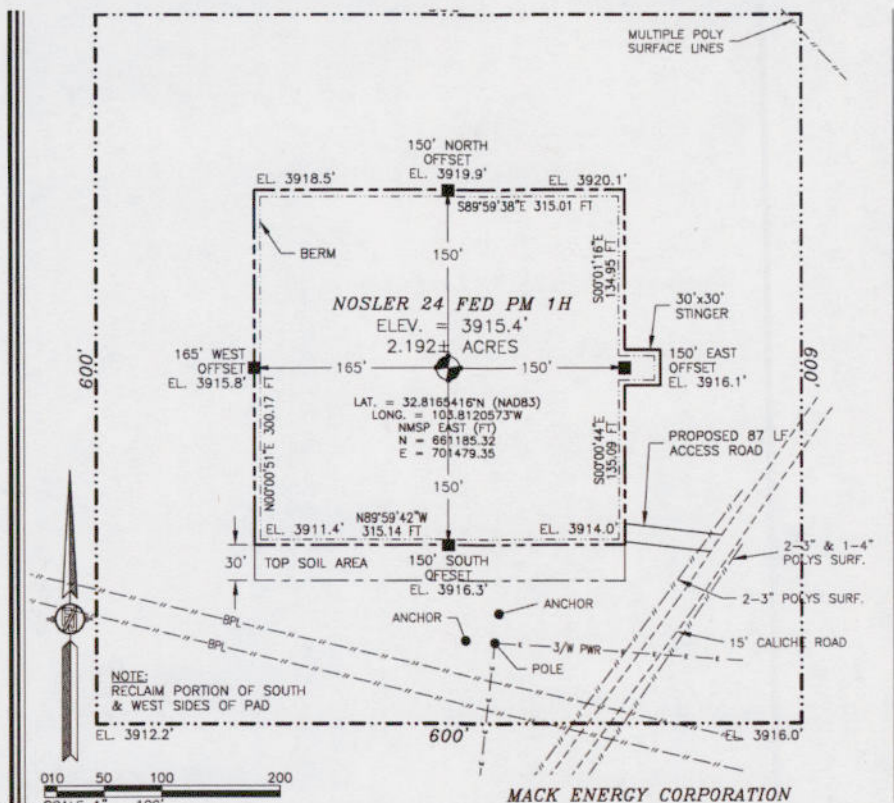 MULTIPLE POLY
SURFACE LINES
600'
150' NORTH
OFFSET
EL. 3919.9'
EL. 3918.5'
EL. 3920.1'
S89°59'38"E 315.01 FT
BERM
150'
S00°01'16"E
134.95 FT
NOSLER 24 FED PM 1H
ELEV. = 3915.4'
2.192± ACRES
30'x30'
STINGER
165' WEST
OFFSET
EL. 3915.8'
165'
150'
150' EAST
OFFSET
EL. 3916.1'
600'
600'
LAT. = 32.8165416°N (NAD83)
LONG. = 103.8120573°W
NMSP EAST (FT)
N = 661185.32
E = 701479.35
N00°00'51"E 300.17 FT
S00°00'44"E
135.09 FT
PROPOSED 87 LF
ACCESS ROAD
150'
N89°59'42"W
315.14 FT
EL. 3911.4'
EL. 3914.0'
30'
TOP SOIL AREA
150' SOUTH
OFFSET
EL. 3916.3'
2-3" & 1-4"
POLYS SURF.
2-3" POLYS SURF.
ANCHOR
ANCHOR
BPL
BPL
3/W PWR
E
E
E
E
POLE
15' CALICHE ROAD
NOTE:
RECLAIM PORTION OF SOUTH
& WEST SIDES OF PAD
EL. 3912.2'
600'
EL. 3916.0'
010 50 100 200
MACK ENERGY CORPORATION